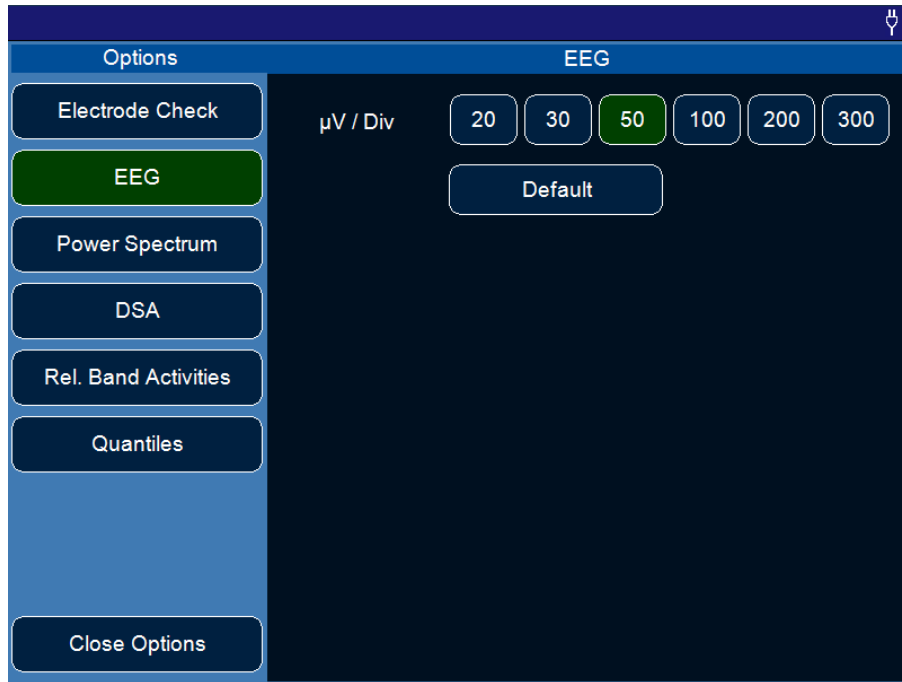 Options
EEG
Electrode Check
EEG
Power Spectrum
DSA
Rel. Band Activities
Quantiles
Close Options
µV / Div
20 30 50 100 200 300
Default